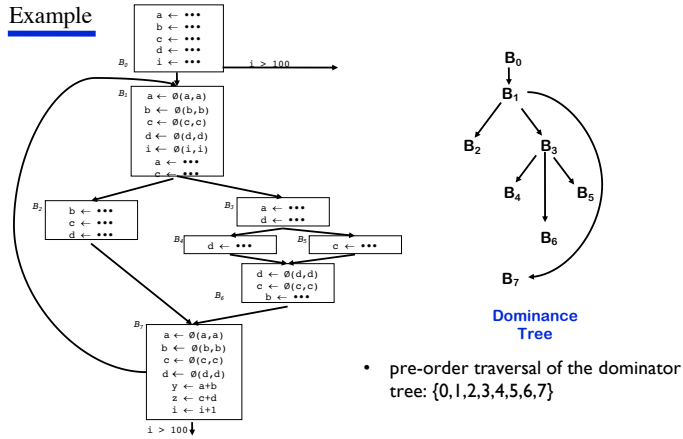 Example
a ← •••
b ← •••
c ← •••
d ← •••
i ← •••
B0
i > 100
B1
a ← Ø(a,a)
b ← Ø(b,b)
c ← Ø(c,c)
d ← Ø(d,d)
i ← Ø(i,i)
a ← •••
c ← •••
B2
b ← •••
c ← •••
d ← •••
B3
a ← •••
d ← •••
B4
d ← •••
B5
c ← •••
d ← Ø(d,d)
c ← Ø(c,c)
b ← •••
B6
B7
a ← Ø(a,a)
b ← Ø(b,b)
c ← Ø(c,c)
d ← Ø(d,d)
y ← a+b
z ← c+d
i ← i+1
i > 100
B0
B1
B2
B3
B4
B5
B6
B7
Dominance
Tree
• pre-order traversal of the dominator
tree: {0,1,2,3,4,5,6,7}